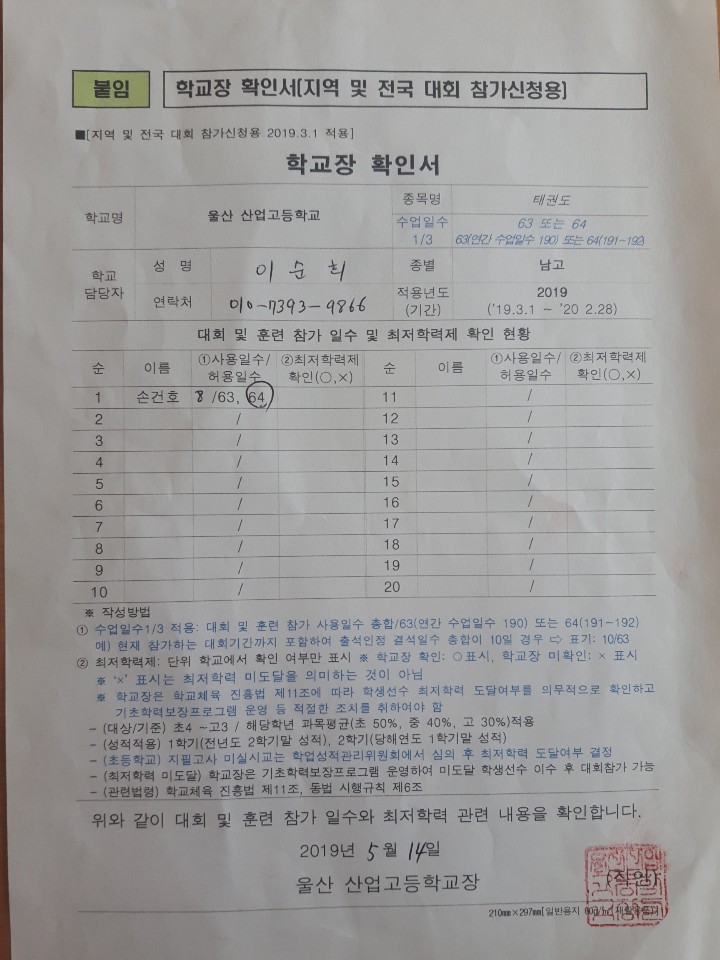 붙임
학교장 확인서(지역 및 전국 대회 참가신청용)
■[지역 및 전국 대회 참가신청용 2019.3.1 적용]
학교장 확인서
학교명 울산 산업고등학교 종목명 태권도
수업일수 1/3 63 또는 64
63(연간 수업일수 190) 또는 64(191~192)
학교 담당자 성 명 이순희 종별 남고
연락처 010-7393-9866 적용년도 (기간) 2019
('19.3.1 ~ '20 2.28)
대회 및 훈련 참가 일수 및 최저학력제 확인 현황
순 이름 ①사용일수/허용일수 ②최저학력제 확인(○,×) 순 이름 ①사용일수/허용일수 ②최저학력제 확인(○,×)
1 손건호 8 /63, 64 11 /
2 / 12 /
3 / 13 /
4 / 14 /
5 / 15 /
6 / 16 /
7 / 17 /
8 / 18 /
9 / 19 /
10 / 20 /
※ 작성방법
① 수업일수1/3 적용: 대회 및 훈련 참가 사용일수 총합/63(연간 수업일수 190) 또는 64(191~192)
예) 현재 참가하는 대회기간까지 포함하여 출석인정 결석일수 총합이 10일 경우 ⇨ 표기: 10/63
② 최저학력제: 단위 학교에서 확인 여부만 표시 ※ 학교장 확인: ○표시, 학교장 미확인: × 표시
※ '×' 표시는 최저학력 미도달을 의미하는 것이 아님
※ 학교장은 학교체육 진흥법 제11조에 따라 학생선수 최저학력 도달여부를 의무적으로 확인하고
기초학력보장프로그램 운영 등 적절한 조치를 취하여야 함
- (대상/기준) 초4 ~고3 / 해당학년 과목평균(초 50%, 중 40%, 고 30%)적용
- (성적적용) 1학기(전년도 2학기말 성적), 2학기(당해연도 1학기말 성적)
- (초등학교) 지필고사 미실시교는 학업성적관리위원회에서 심의 후 최저학력 도달여부 결정
- (최저학력 미도달) 학교장은 기초학력보장프로그램 운영하여 미도달 학생선수 이수 후 대회참가 가능
- (관련법령) 학교체육 진흥법 제11조, 동법 시행규칙 제6조
위와 같이 대회 및 훈련 참가 일수와 최저학력 관련 내용을 확인합니다.
2019년 5월 14일
울산 산업고등학교장 (직인)
210㎜×297㎜[일반용지 60g/㎡